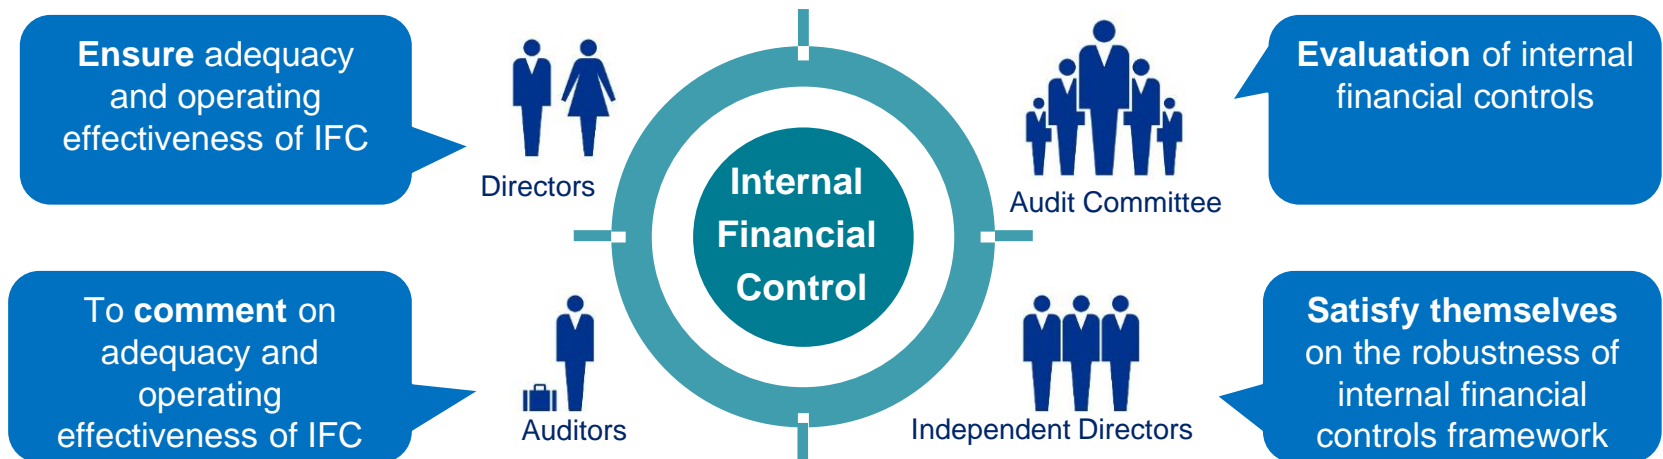 Ensure adequacy
and operating
effectiveness of IFC
Directors
Internal
Financial
Control
Audit Committee
Evaluation of internal
financial controls
To comment on
adequacy and
operating
effectiveness of IFC
Auditors
Independent Directors
Satisfy themselves
on the robustness of
internal financial
controls framework